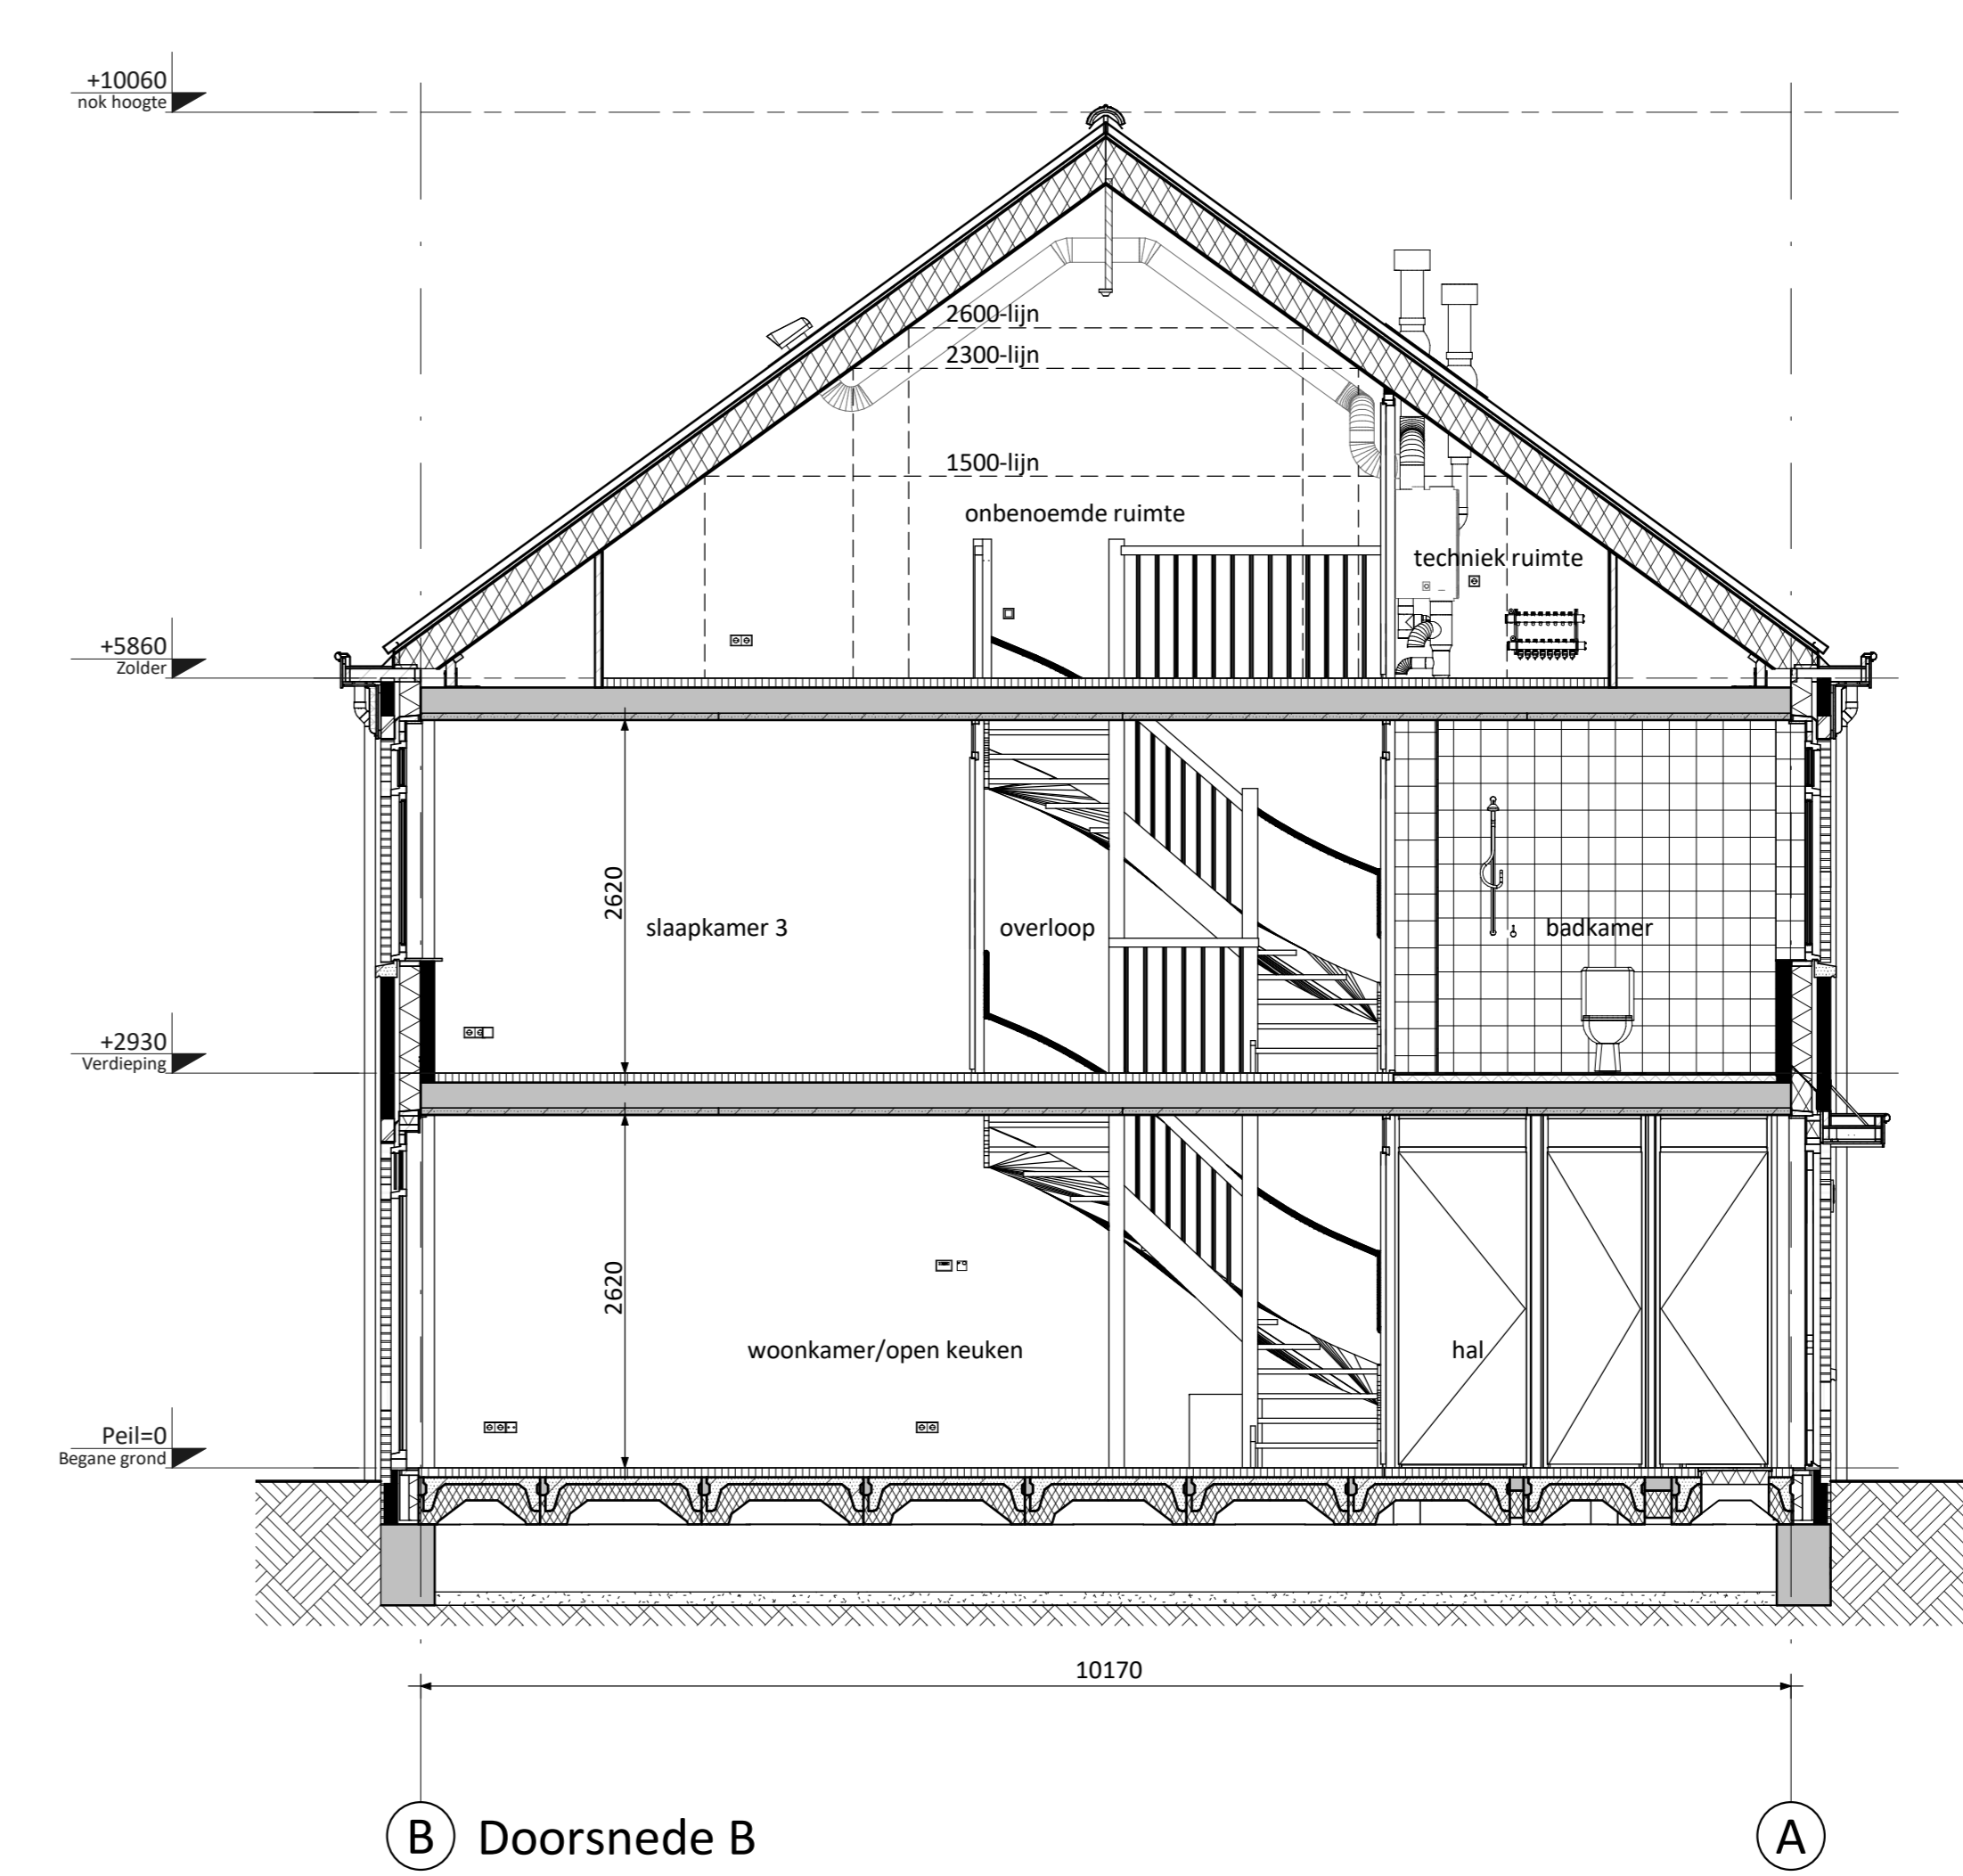 +10060
nok hoogte
2600-lijn
2300-lijn
1500-lijn
onbenoemde ruimte
techniek ruimte
+5860
Zolder
2620
slaapkamer 3
overloop
badkamer
+2930
Verdieping
2620
woonkamer/open keuken
hal
Peil=0
Begane grond
10170
B
Doorsnede B
A